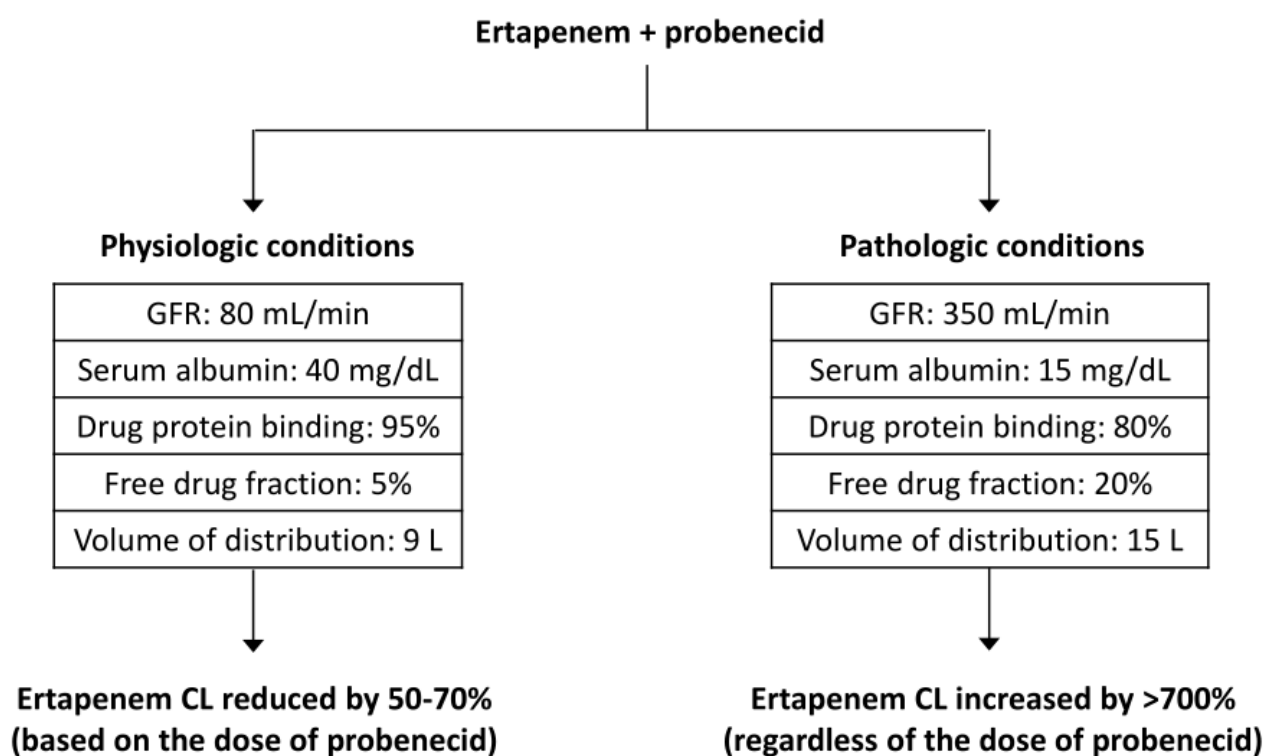 Ertapenem + probenecid
Physiologic conditions
GFR: 80 mL/min
Serum albumin: 40 mg/dL
Drug protein binding: 95%
Free drug fraction: 5%
Volume of distribution: 9 L
Ertapenem CL reduced by 50-70%
(based on the dose of probenecid)
Pathologic conditions
GFR: 350 mL/min
Serum albumin: 15 mg/dL
Drug protein binding: 80%
Free drug fraction: 20%
Volume of distribution: 15 L
Ertapenem CL increased by >700%
(regardless of the dose of probenecid)